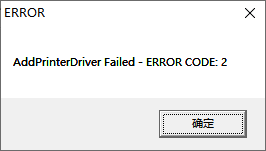 ERROR
AddPrinterDriver Failed - ERROR CODE: 2
确定